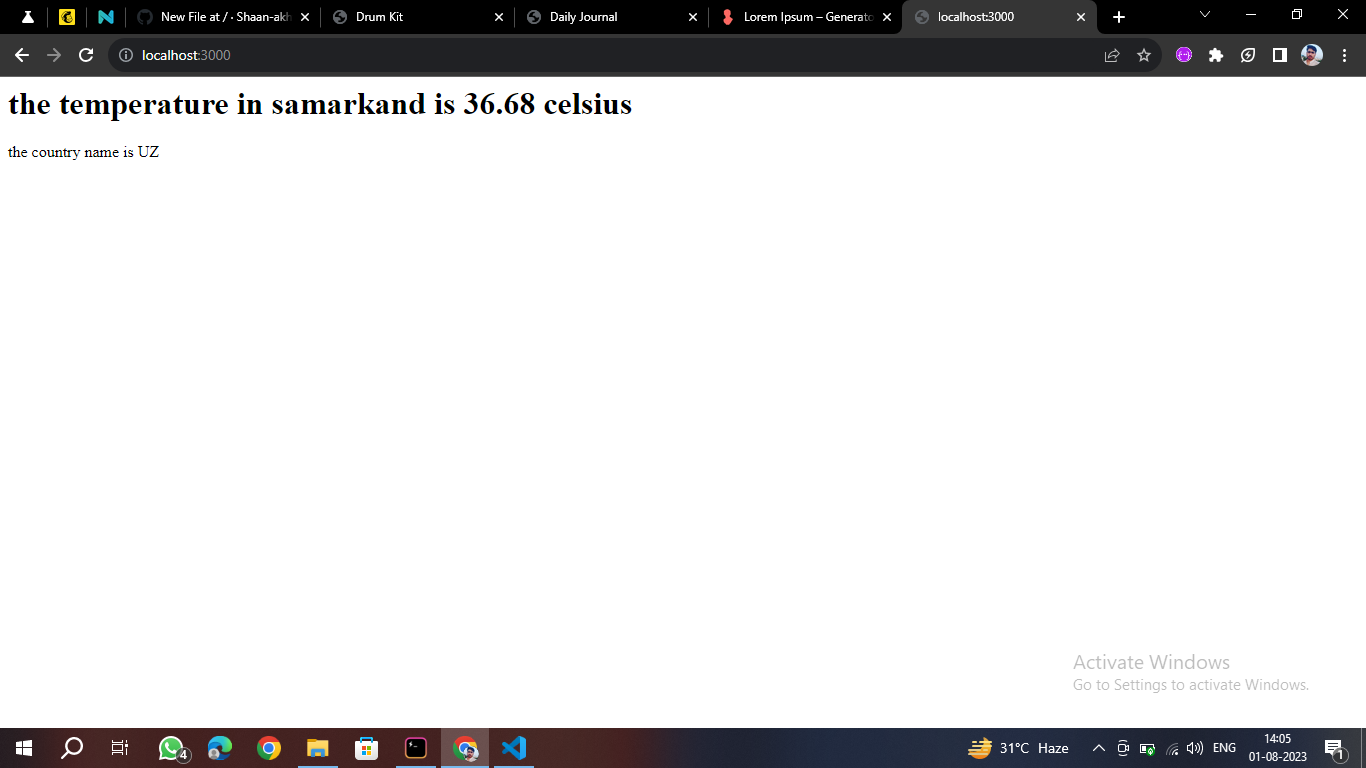 New File at / · Shaan-akh
Drum Kit
Daily Journal
Lorem Ipsum – Generato
localhost:3000
localhost:3000
the temperature in samarkand is 36.68 celsius
the country name is UZ
Activate Windows
Go to Settings to activate Windows.
4
31°C Haze
ENG
14:05
01-08-2023
1